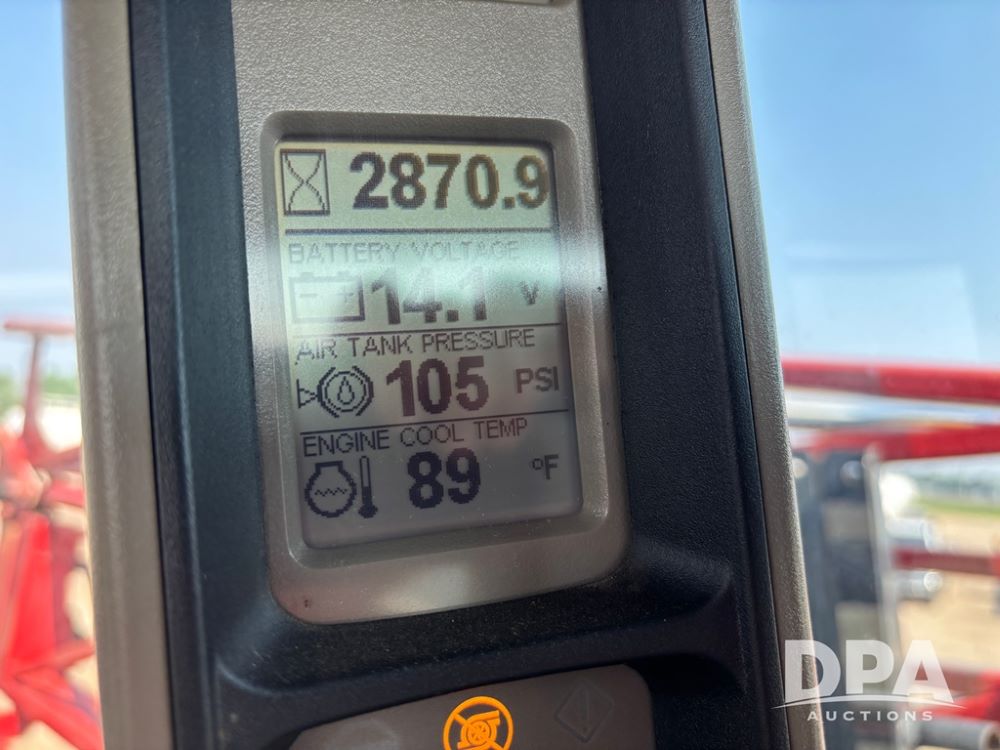 2870.9
BATTERY VOLTAGE
14.1 V
AIR TANK PRESSURE
105 PSI
ENGINE COOL TEMP
89 °F
DPA
AUCTIONS